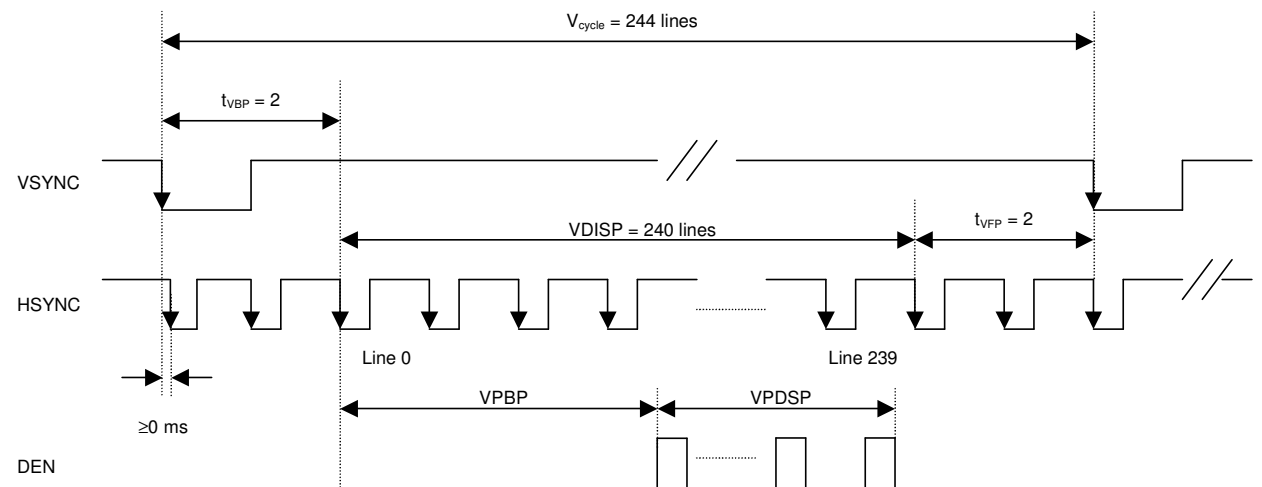 Vcycle = 244 lines
tVBP = 2
VSYNC
tVFP = 2
VDISP = 240 lines
HSYNC
Line 0
Line 239
VPBP
VPDSP
≥0 ms
DEN